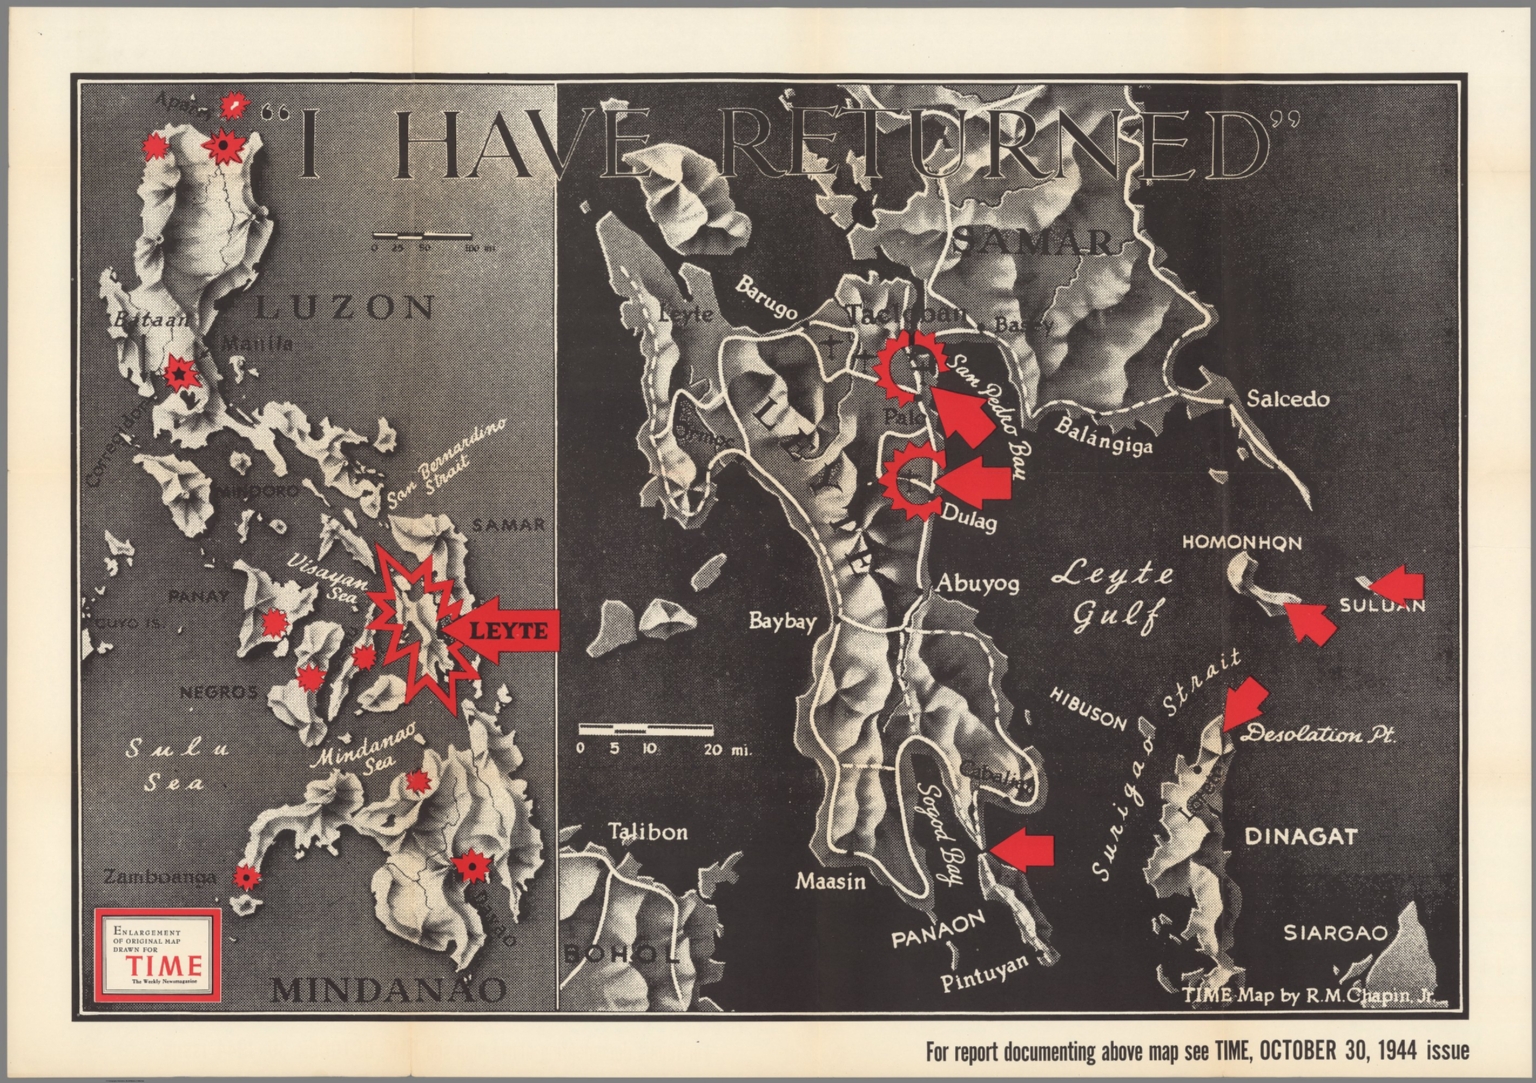 "I HAVE RETURNED"
Aparri
0 25 50 100 mi.
LUZON
Bataan
Manila
Corregidor
San Bernardino
Strait
MINDORO
SAMAR
Visayan
Sea
PANAY
CUYO IS.
LEYTE
NEGROS
Sulu
Sea
Mindanao
Sea
Zamboanga
Davao
MINDANAO
ENLARGEMENT
OF ORIGINAL MAP
DRAWN FOR
TIME
The Weekly Newsmagazine
SAMAR
Leyte
Barugo
Tacloban
Basey
San Pedro Bay
Salcedo
Balangiga
Palo
Ormoc
LEYTE
Dulag
HOMONHON
SULUAN
Abuyog
Leyte
Gulf
Baybay
HIBUSON
Surigao Strait
Desolation Pt.
0 5 10 20 mi.
Cabalian
Loreto
Sogod Bay
DINAGAT
Talibon
Maasin
BOHOL
PANAON
Pintuyan
SIARGAO
TIME Map by R.M. Chapin, Jr.
For report documenting above map see TIME, OCTOBER 30, 1944 issue